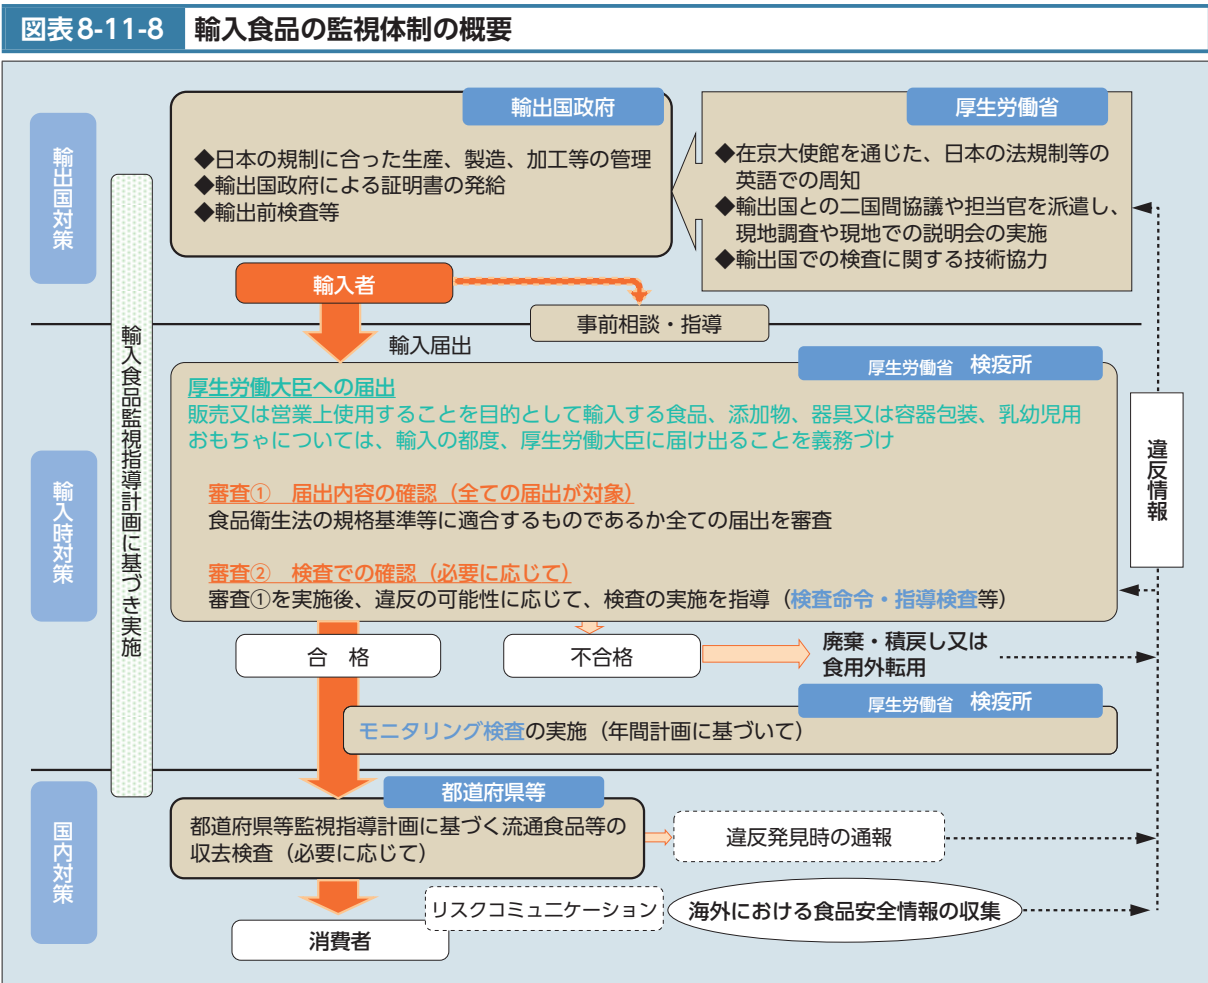 図表8-11-8 輸入食品の監視体制の概要
輸出国対策
輸出国政府
◆日本の規制に合った生産、製造、加工等の管理
◆輸出国政府による証明書の発給
◆輸出前検査等
厚生労働省
◆在京大使館を通じた、日本の法規制等の
英語での周知
◆輸出国との二国間協議や担当官を派遣し、
現地調査や現地での説明会の実施
◆輸出国での検査に関する技術協力
輸入者
事前相談・指導
輸入届出
輸入食品監視指導計画に基づき実施
輸入時対策
厚生労働省 検疫所
厚生労働大臣への届出
販売又は営業上使用することを目的として輸入する食品、添加物、器具又は容器包装、乳幼児用
おもちゃについては、輸入の都度、厚生労働大臣に届け出ることを義務づけ
審査① 届出内容の確認（全ての届出が対象）
食品衛生法の規格基準等に適合するものであるか全ての届出を審査
審査② 検査での確認（必要に応じて）
審査①を実施後、違反の可能性に応じて、検査の実施を指導（検査命令・指導検査等）
違反情報
合 格
不合格
廃棄・積戻し又は
食用外転用
厚生労働省 検疫所
モニタリング検査の実施（年間計画に基づいて）
国内対策
都道府県等
都道府県等監視指導計画に基づく流通食品等の
収去検査（必要に応じて）
違反発見時の通報
リスクコミュニケーション
海外における食品安全情報の収集
消費者